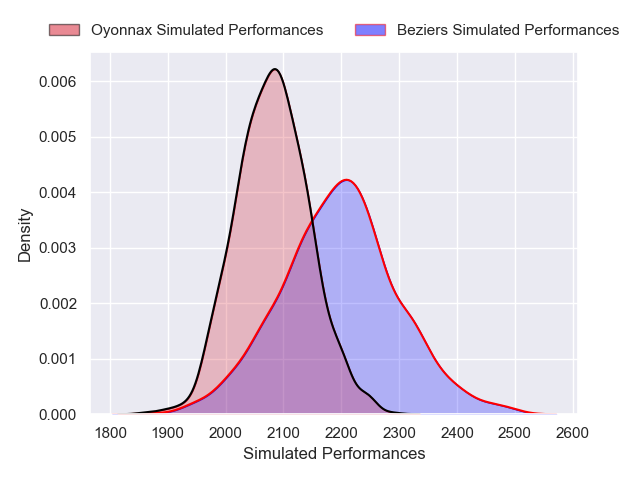 Oyonnax Simulated Performances Beziers Simulated Performances
0.006
0.005
0.004
0.003
0.002
0.001
0.000
Density
1800 1900 2000 2100 2200 2300 2400 2500 2600
Simulated Performances